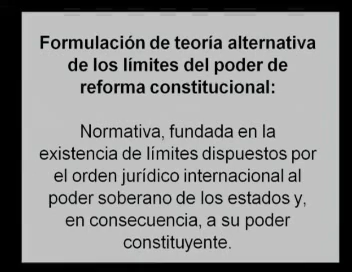 Formulación de teoría alternativa
de los límites del poder de
reforma constitucional:
Normativa, fundada en la
existencia de límites dispuestos por
el orden jurídico internacional al
poder soberano de los estados y,
en consecuencia, a su poder
constituyente.